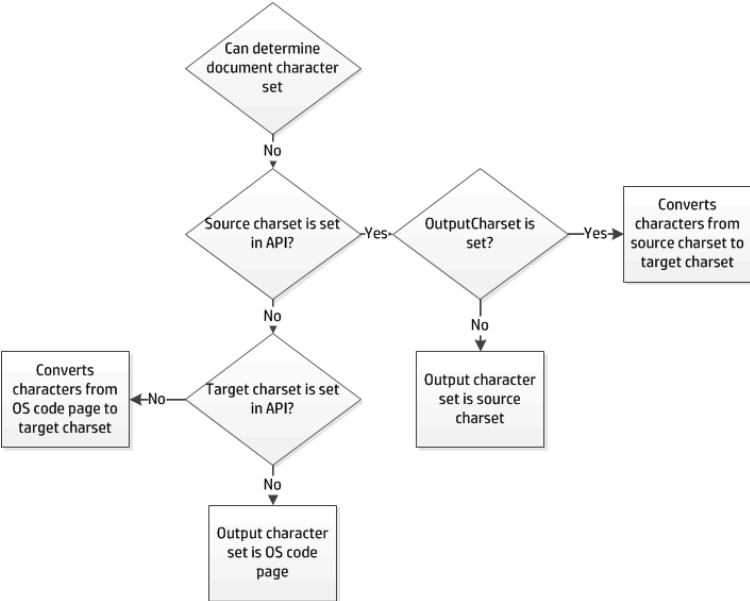 Can determine
document character
set
No
Source charset is set
in API?
Yes
OutputCharset is
set?
Yes
Converts
characters from
source charset to
target charset
No
No
Converts
characters from
OS code page to
target charset
No
Target charset is set
in API?
Output character
set is source
charset
No
Output character
set is OS code
page